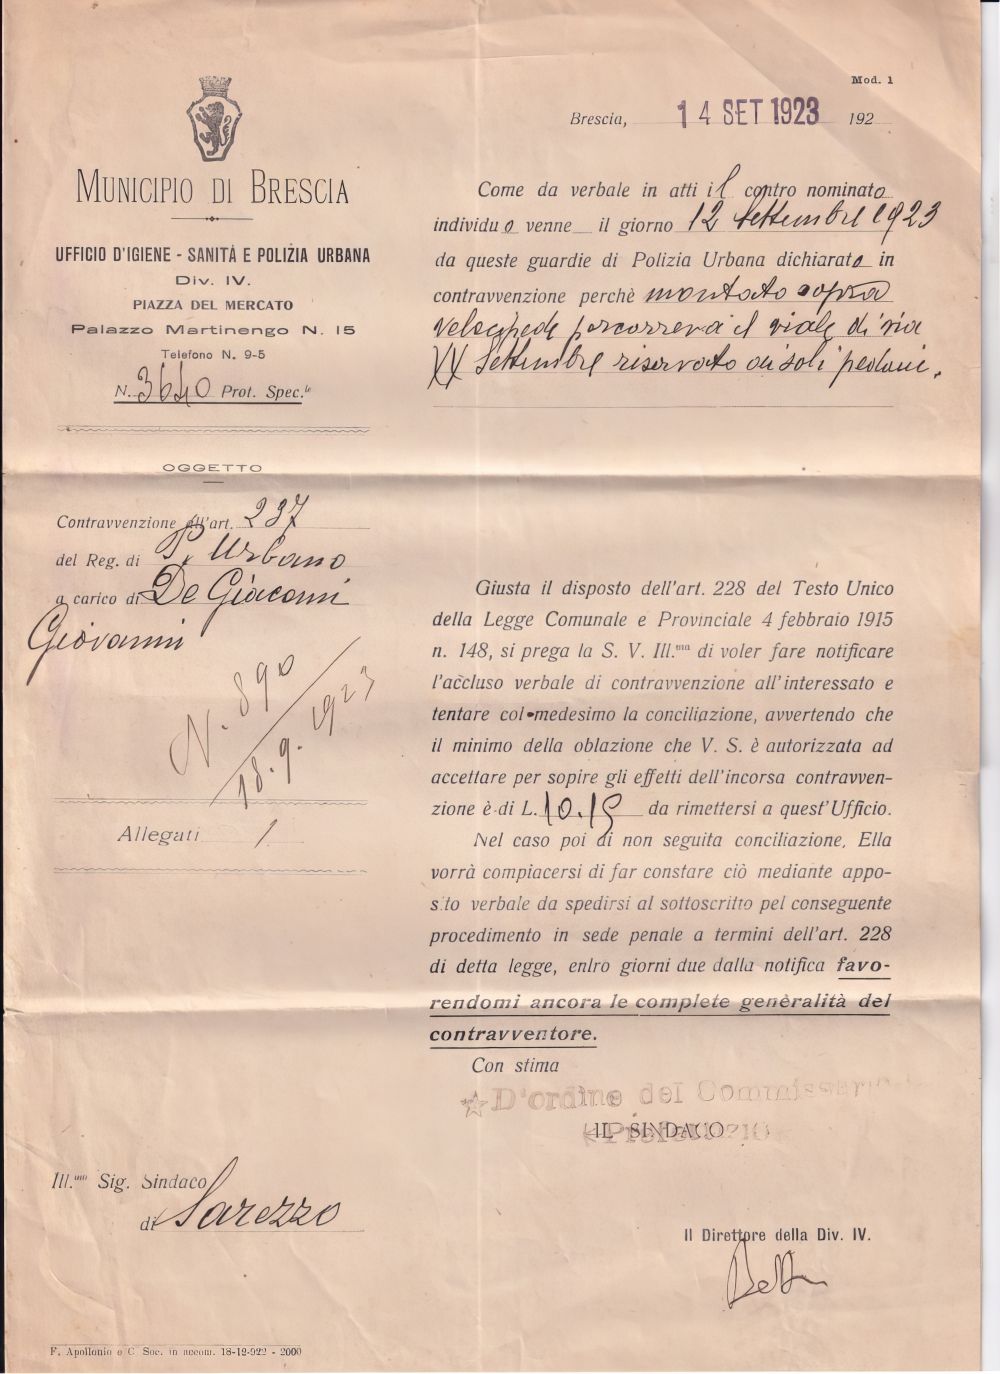 MUNICIPIO DI BRESCIA
UFFICIO D'IGIENE - SANITÀ E POLIZIA URBANA
Div. IV.
PIAZZA DEL MERCATO
Palazzo Martinengo N. 15
Telefono N. 9-5
N. 3640 Prot. Spec.le
OGGETTO
Contravvenzione all'art. 237
del Reg. di P. Urbano
a carico di De Giacomi
Giovanni
N. 890
18.9.1923
Allegati 1
Ill.mo Sig. Sindaco
di Sarezzo
F. Apollonio e C. Soc. in accom. 18-12-922 - 2000
Mod. 1
Brescia, 14 SET 1923 192
Come da verbale in atti il contro nominato
individuo venne il giorno 12 Settembre 1923
da queste guardie di Polizia Urbana dichiarato in
contravvenzione perchè montato sopra
velocipede percorreva il viale di via
XX Settembre riservato ai soli pedoni.
Giusta il disposto dell'art. 228 del Testo Unico
della Legge Comunale e Provinciale 4 febbraio 1915
n. 148, si prega la S. V. Ill.ma di voler fare notificare
l'accluso verbale di contravvenzione all'interessato e
tentare col medesimo la conciliazione, avvertendo che
il minimo della oblazione che V. S. è autorizzata ad
accettare per sopire gli effetti dell'incorsa contravven-
zione è di L. 10.15 da rimettersi a quest'Ufficio.
Nel caso poi di non seguita conciliazione, Ella
vorrà compiacersi di far constare ciò mediante appo-
sito verbale da spedirsi al sottoscritto pel conseguente
procedimento in sede penale a termini dell'art. 228
di detta legge, entro giorni due dalla notifica favo-
rendomi ancora le complete generalità del
contravventore.
Con stima
D'ordine del Commissario
IL SINDACO
Il Direttore della Div. IV.